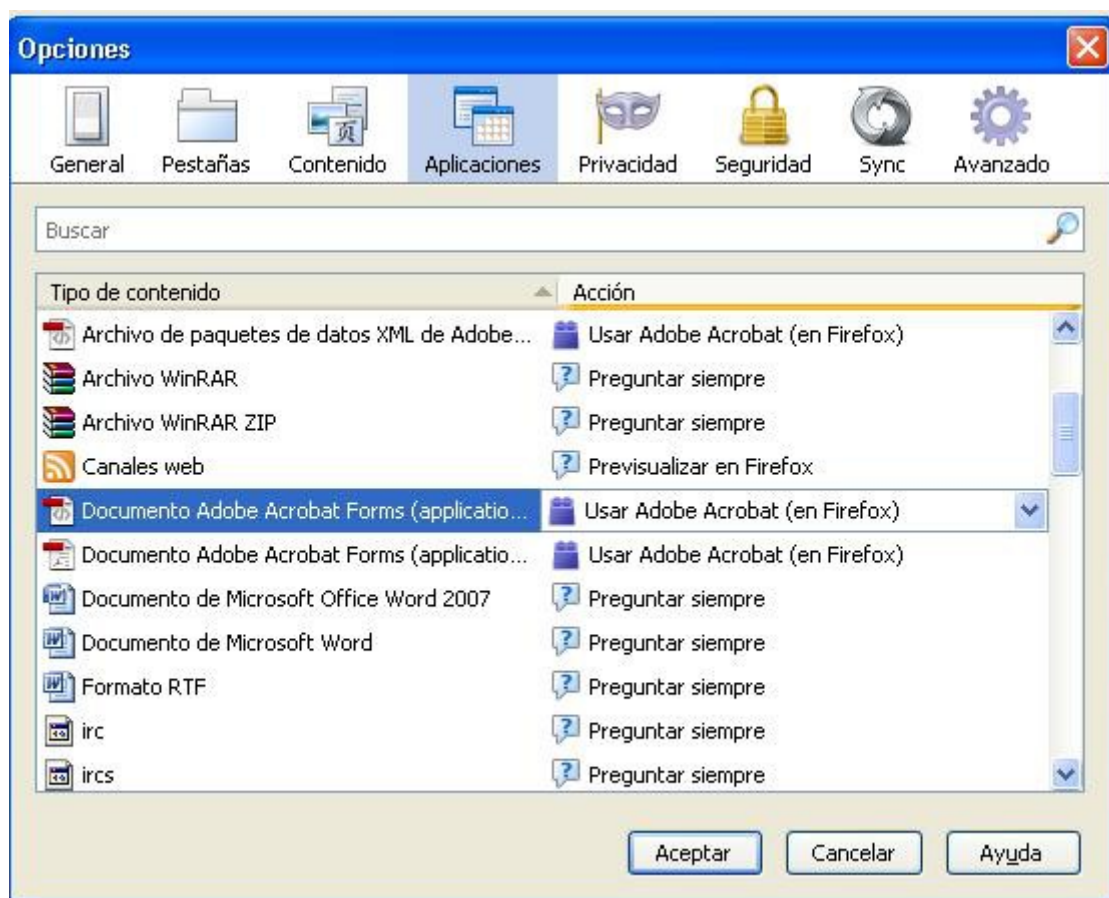 Opciones
General Pestañas Contenido Aplicaciones Privacidad Seguridad Sync Avanzado
Buscar
Tipo de contenido Acción
Archivo de paquetes de datos XML de Adobe... Usar Adobe Acrobat (en Firefox)
Archivo WinRAR Preguntar siempre
Archivo WinRAR ZIP Preguntar siempre
Canales web Previsualizar en Firefox
Documento Adobe Acrobat Forms (applicatio... Usar Adobe Acrobat (en Firefox)
Documento Adobe Acrobat Forms (applicatio... Usar Adobe Acrobat (en Firefox)
Documento de Microsoft Office Word 2007 Preguntar siempre
Documento de Microsoft Word Preguntar siempre
Formato RTF Preguntar siempre
irc Preguntar siempre
ircs Preguntar siempre
Aceptar Cancelar Ayuda